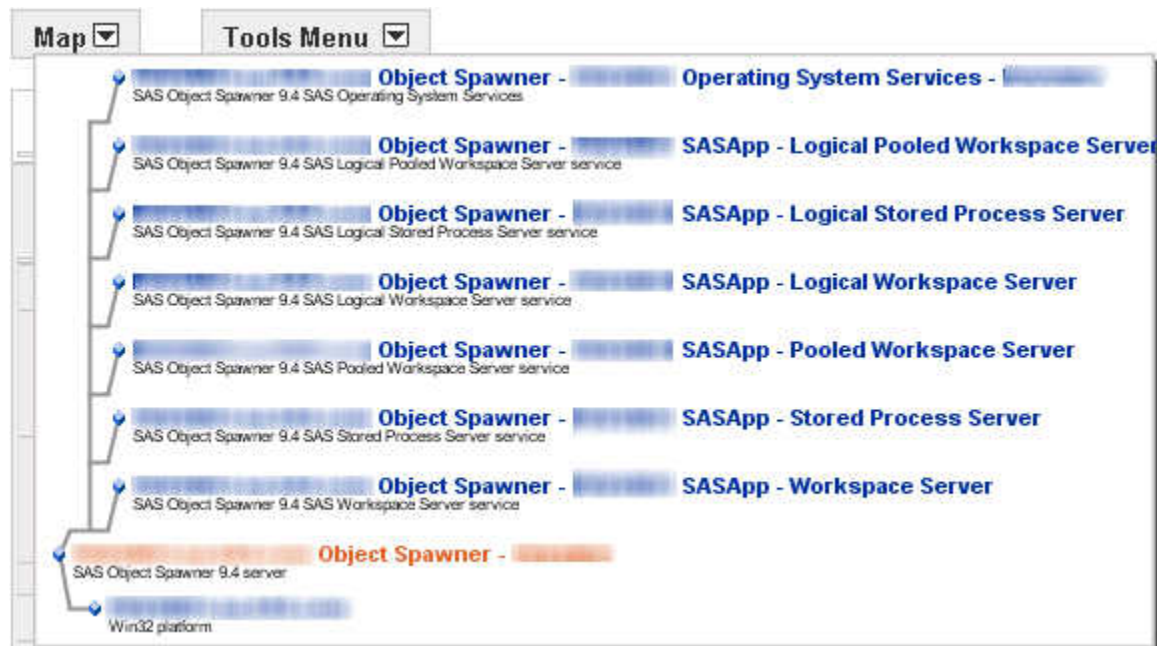 Map
Tools Menu
Object Spawner - Operating System Services -
SAS Object Spawner 9.4 SAS Operating System Services
Object Spawner - SASApp - Logical Pooled Workspace Server
SAS Object Spawner 9.4 SAS Logical Pooled Workspace Server service
Object Spawner - SASApp - Logical Stored Process Server
SAS Object Spawner 9.4 SAS Logical Stored Process Server service
Object Spawner - SASApp - Logical Workspace Server
SAS Object Spawner 9.4 SAS Logical Workspace Server service
Object Spawner - SASApp - Pooled Workspace Server
SAS Object Spawner 9.4 SAS Pooled Workspace Server service
Object Spawner - SASApp - Stored Process Server
SAS Object Spawner 9.4 SAS Stored Process Server service
Object Spawner - SASApp - Workspace Server
SAS Object Spawner 9.4 SAS Workspace Server service
Object Spawner -
SAS Object Spawner 9.4 server
Win32 platform